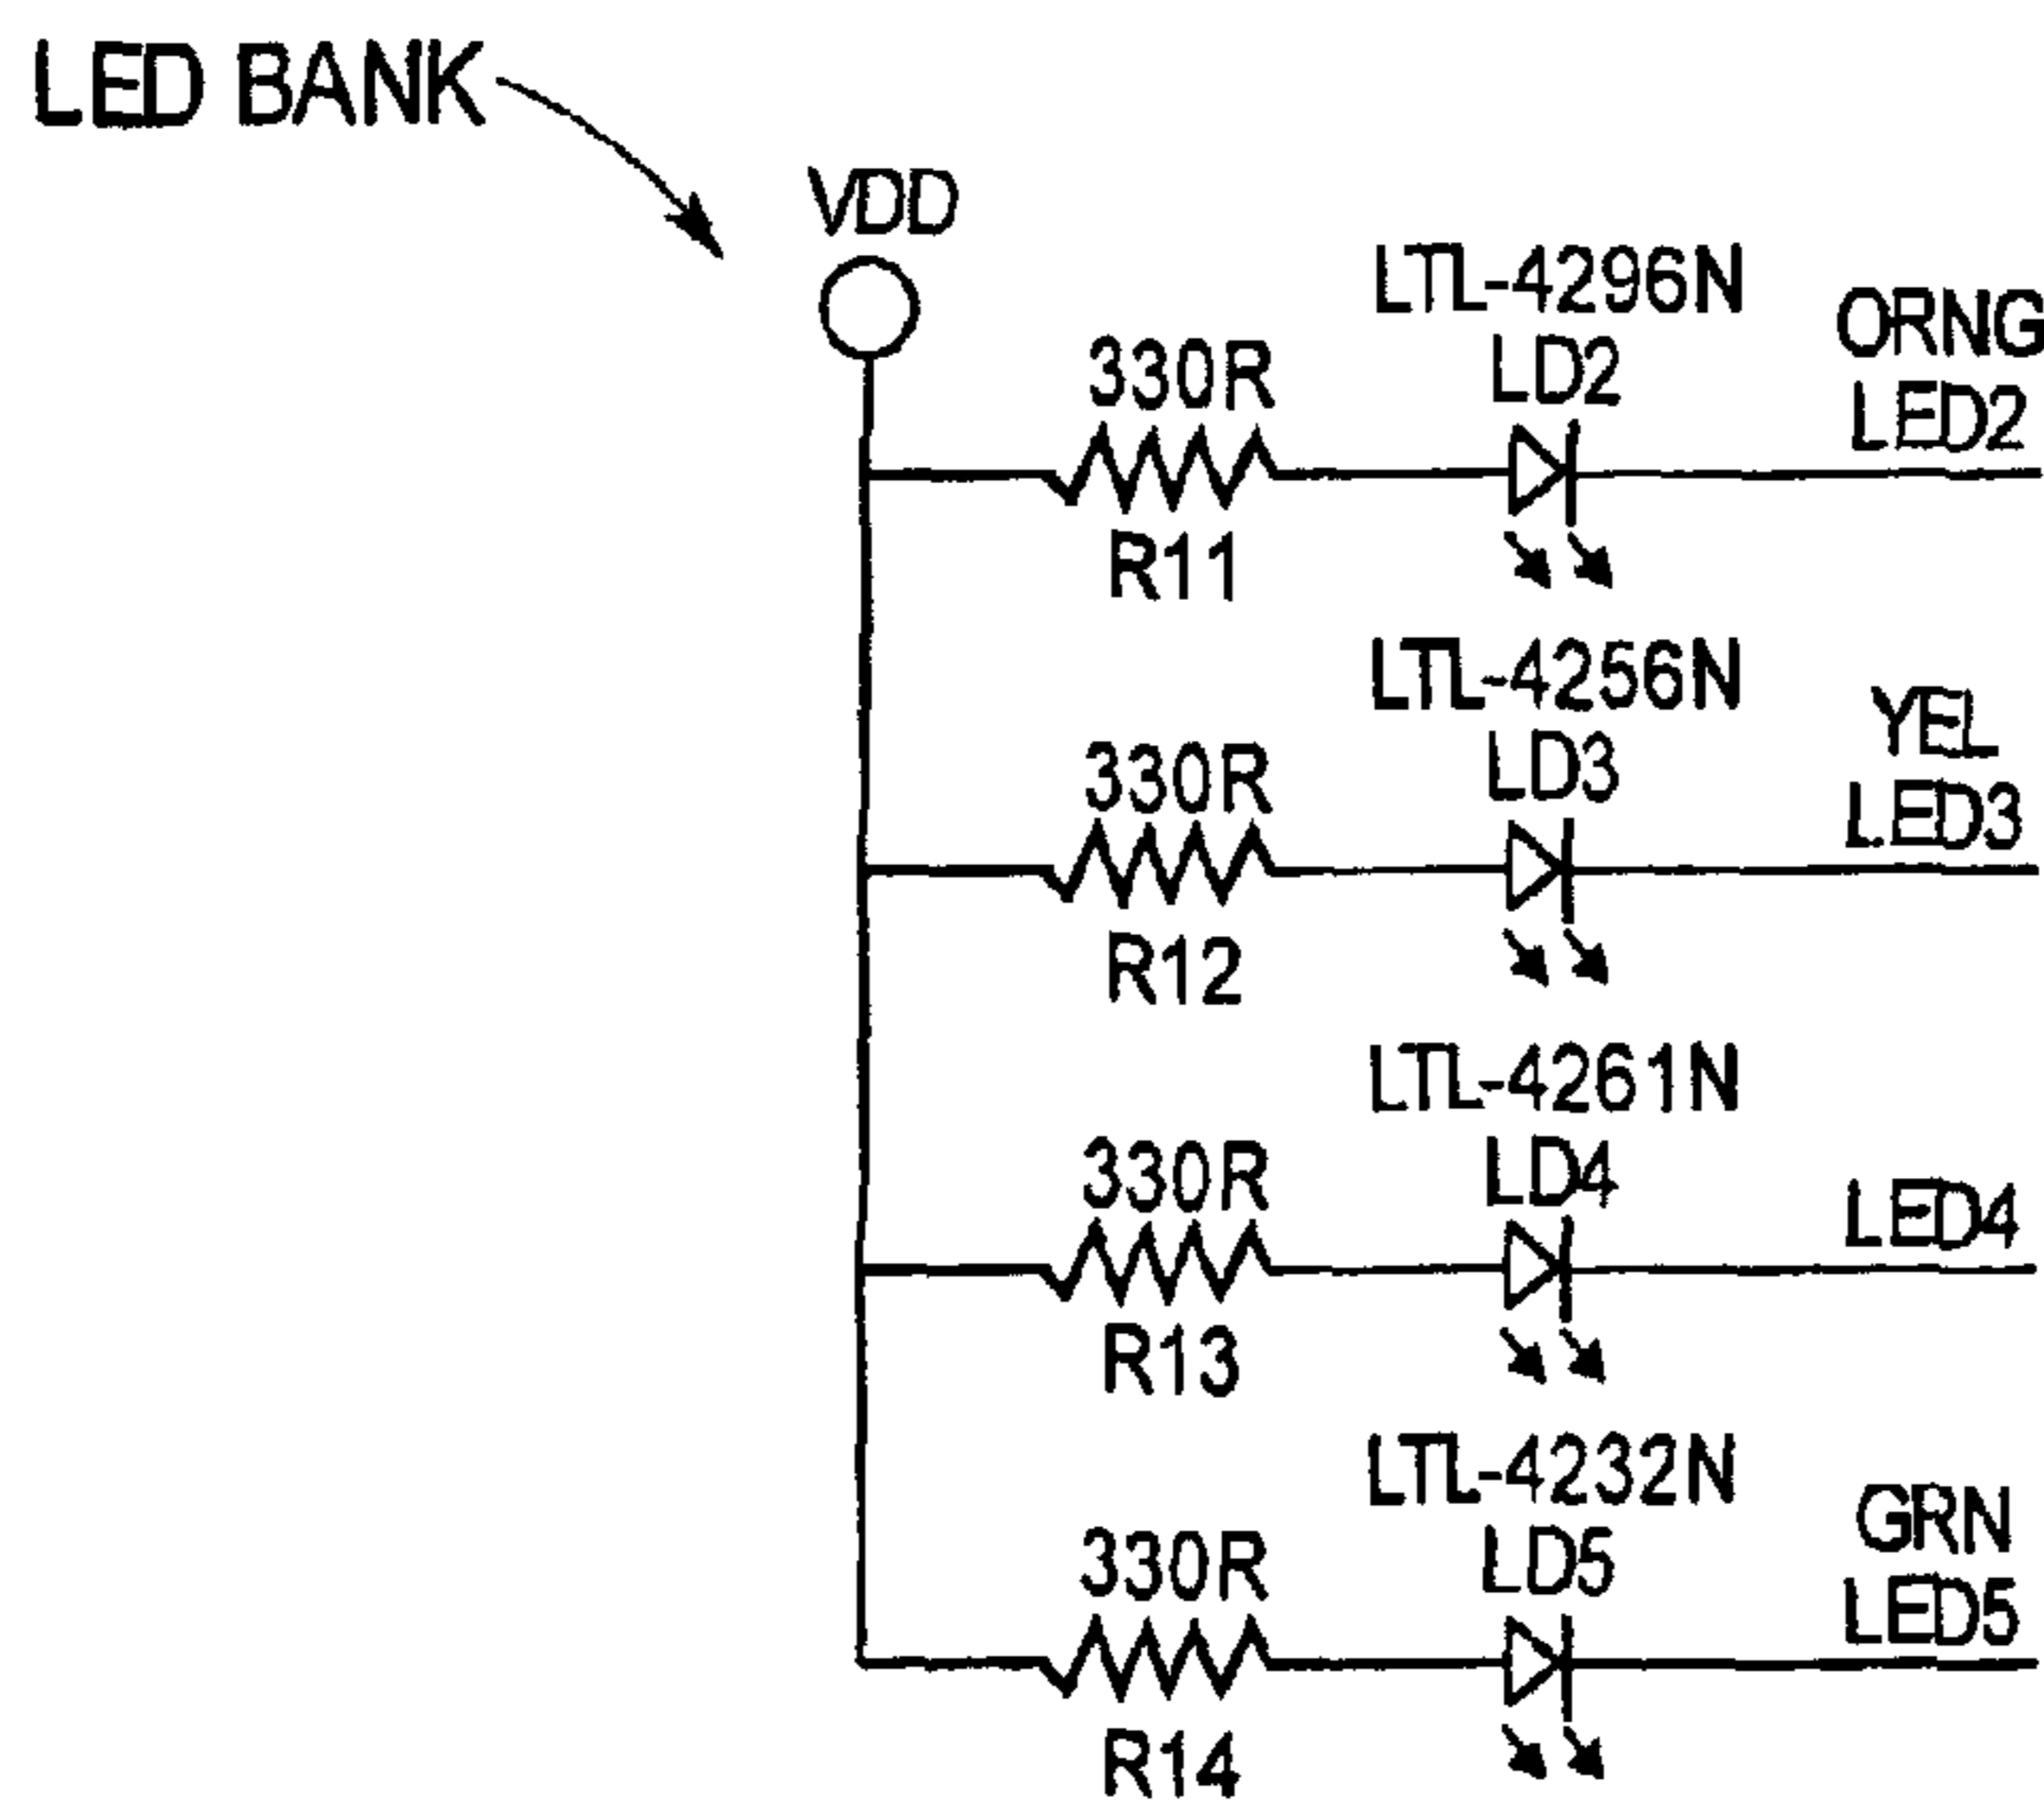 LED BANK
VDD
LTL-4296N
LD2
ORNG
LED2
330R
R11
LTL-4256N
LD3
YEL
LED3
330R
R12
LTL-4261N
LD4
LED4
330R
R13
LTL-4232N
LD5
GRN
LED5
330R
R14